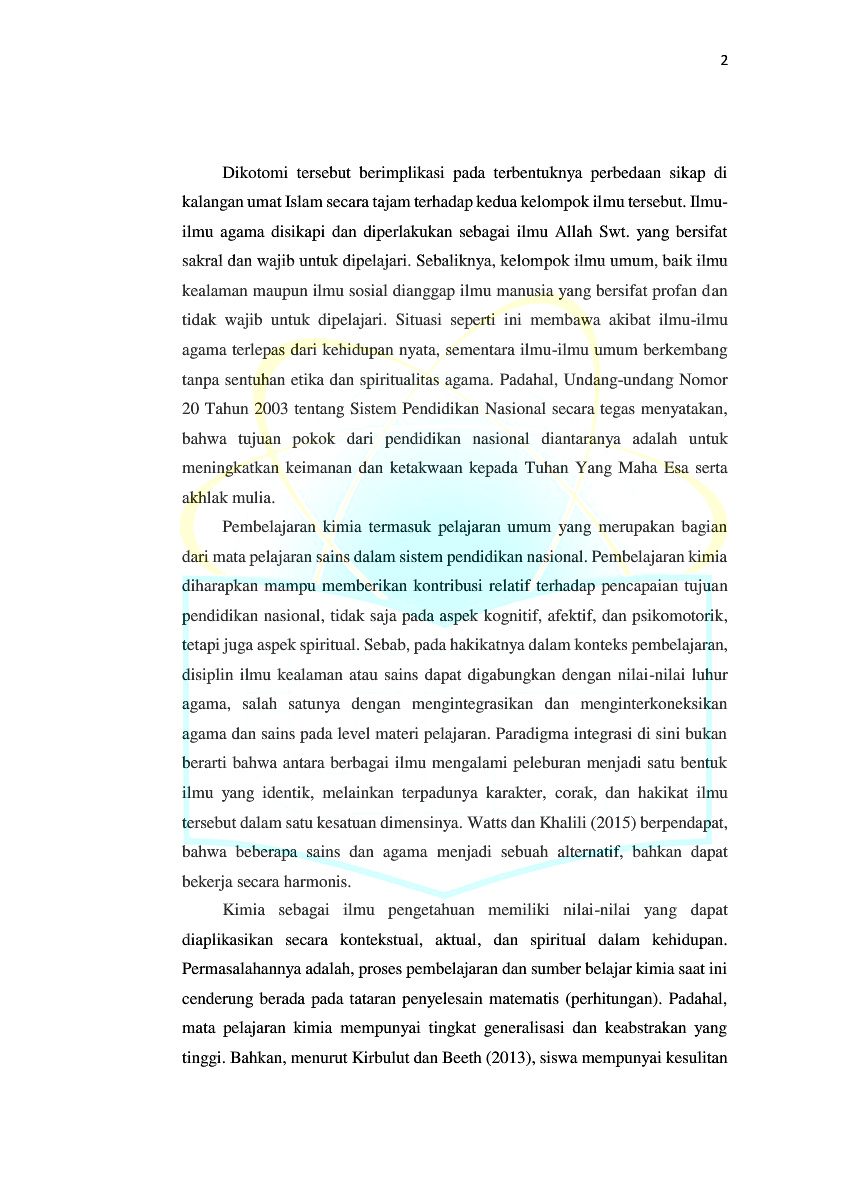 2
Dikotomi tersebut berimplikasi pada terbentuknya perbedaan sikap di
kalangan umat Islam secara tajam terhadap kedua kelompok ilmu tersebut. Ilmu-
ilmu agama disikapi dan diperlakukan sebagai ilmu Allah Swt. yang bersifat
sakral dan wajib untuk dipelajari. Sebaliknya, kelompok ilmu umum, baik ilmu
kealaman maupun ilmu sosial dianggap ilmu manusia yang bersifat profan dan
tidak wajib untuk dipelajari. Situasi seperti ini membawa akibat ilmu-ilmu
agama terlepas dari kehidupan nyata, sementara ilmu-ilmu umum berkembang
tanpa sentuhan etika dan spiritualitas agama. Padahal, Undang-undang Nomor
20 Tahun 2003 tentang Sistem Pendidikan Nasional secara tegas menyatakan,
bahwa tujuan pokok dari pendidikan nasional diantaranya adalah untuk
meningkatkan keimanan dan ketakwaan kepada Tuhan Yang Maha Esa serta
akhlak mulia.
Pembelajaran kimia termasuk pelajaran umum yang merupakan bagian
dari mata pelajaran sains dalam sistem pendidikan nasional. Pembelajaran kimia
diharapkan mampu memberikan kontribusi relatif terhadap pencapaian tujuan
pendidikan nasional, tidak saja pada aspek kognitif, afektif, dan psikomotorik,
tetapi juga aspek spiritual. Sebab, pada hakikatnya dalam konteks pembelajaran,
disiplin ilmu kealaman atau sains dapat digabungkan dengan nilai-nilai luhur
agama, salah satunya dengan mengintegrasikan dan menginterkoneksikan
agama dan sains pada level materi pelajaran. Paradigma integrasi di sini bukan
berarti bahwa antara berbagai ilmu mengalami peleburan menjadi satu bentuk
ilmu yang identik, melainkan terpadunya karakter, corak, dan hakikat ilmu
tersebut dalam satu kesatuan dimensinya. Watts dan Khalili (2015) berpendapat,
bahwa beberapa sains dan agama menjadi sebuah alternatif, bahkan dapat
bekerja secara harmonis.
Kimia sebagai ilmu pengetahuan memiliki nilai-nilai yang dapat
diaplikasikan secara kontekstual, aktual, dan spiritual dalam kehidupan.
Permasalahannya adalah, proses pembelajaran dan sumber belajar kimia saat ini
cenderung berada pada tataran penyelesain matematis (perhitungan). Padahal,
mata pelajaran kimia mempunyai tingkat generalisasi dan keabstrakan yang
tinggi. Bahkan, menurut Kirbulut dan Beeth (2013), siswa mempunyai kesulitan